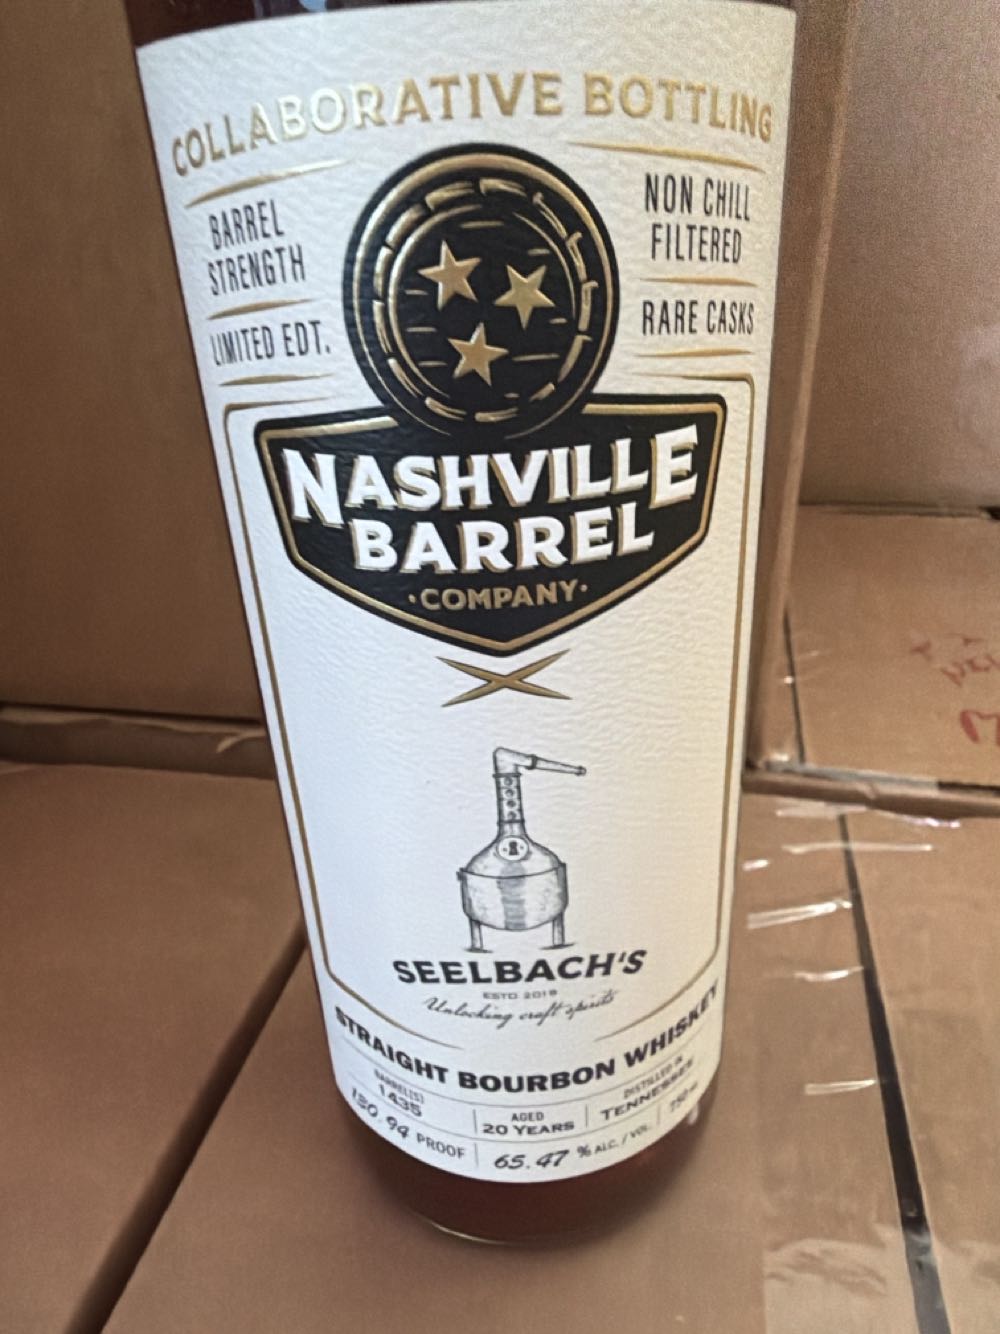 COLLABORATIVE BOTTLING
BARREL
STRENGTH
LIMITED EDT.
NON CHILL
FILTERED
RARE CASKS
NASHVILLE
BARREL
·COMPANY·
SEELBACH'S
ESTD 2019
Unlocking craft spirits
STRAIGHT BOURBON WHISKEY
BARREL(S)
1435
AGED
20 YEARS
DISTILLED IN
TENNESSEE
750 ml
130.94 PROOF
65.47 % ALC. / VOL.